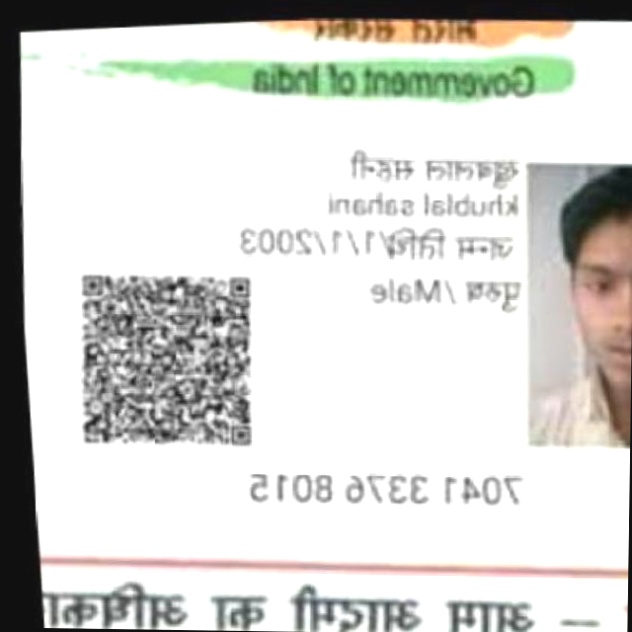 भारत सरकार
Government of India
खुबलाल सहनी
khublal sahani
जन्म तिथि/1/1/2003
पुरुष / Male
7041 3376 8015
– आम आदमी का अधिकार